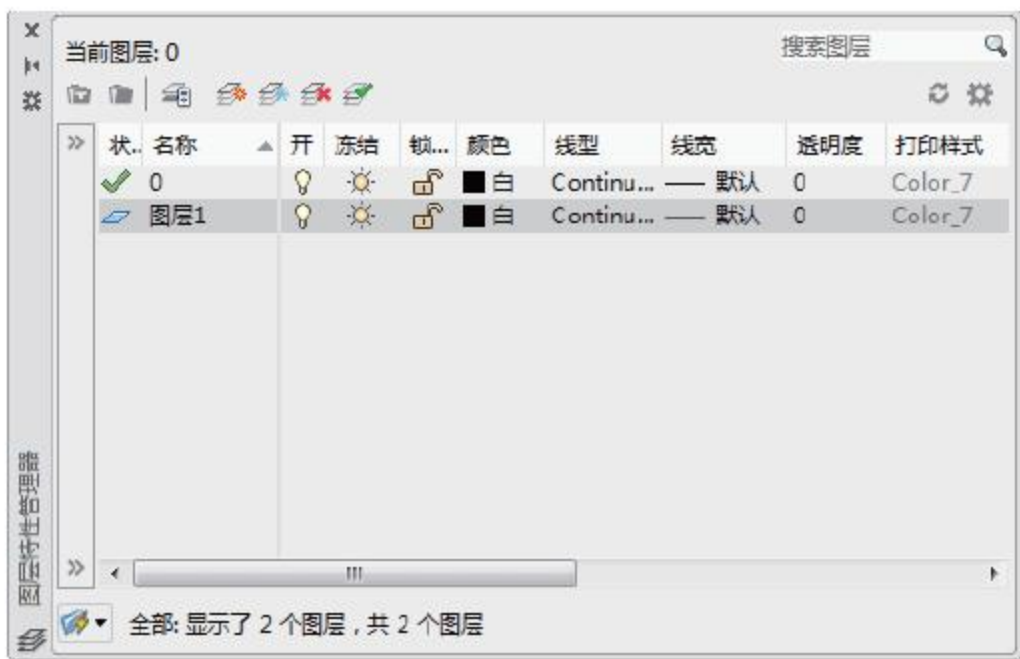 当前图层: 0
搜索图层
状.. 名称 开 冻结 锁... 颜色 线型 线宽 透明度 打印样式
0 白 Continu... 默认 0 Color_7
图层1 白 Continu... 默认 0 Color_7
图层特性管理器
全部: 显示了 2 个图层 , 共 2 个图层